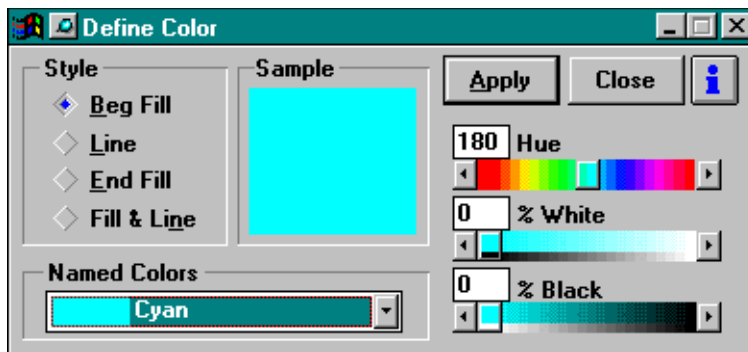 Define Color
Style
Beg Fill
Line
End Fill
Fill & Line
Sample
Apply
Close
i
180 Hue
0 % White
0 % Black
Named Colors
Cyan